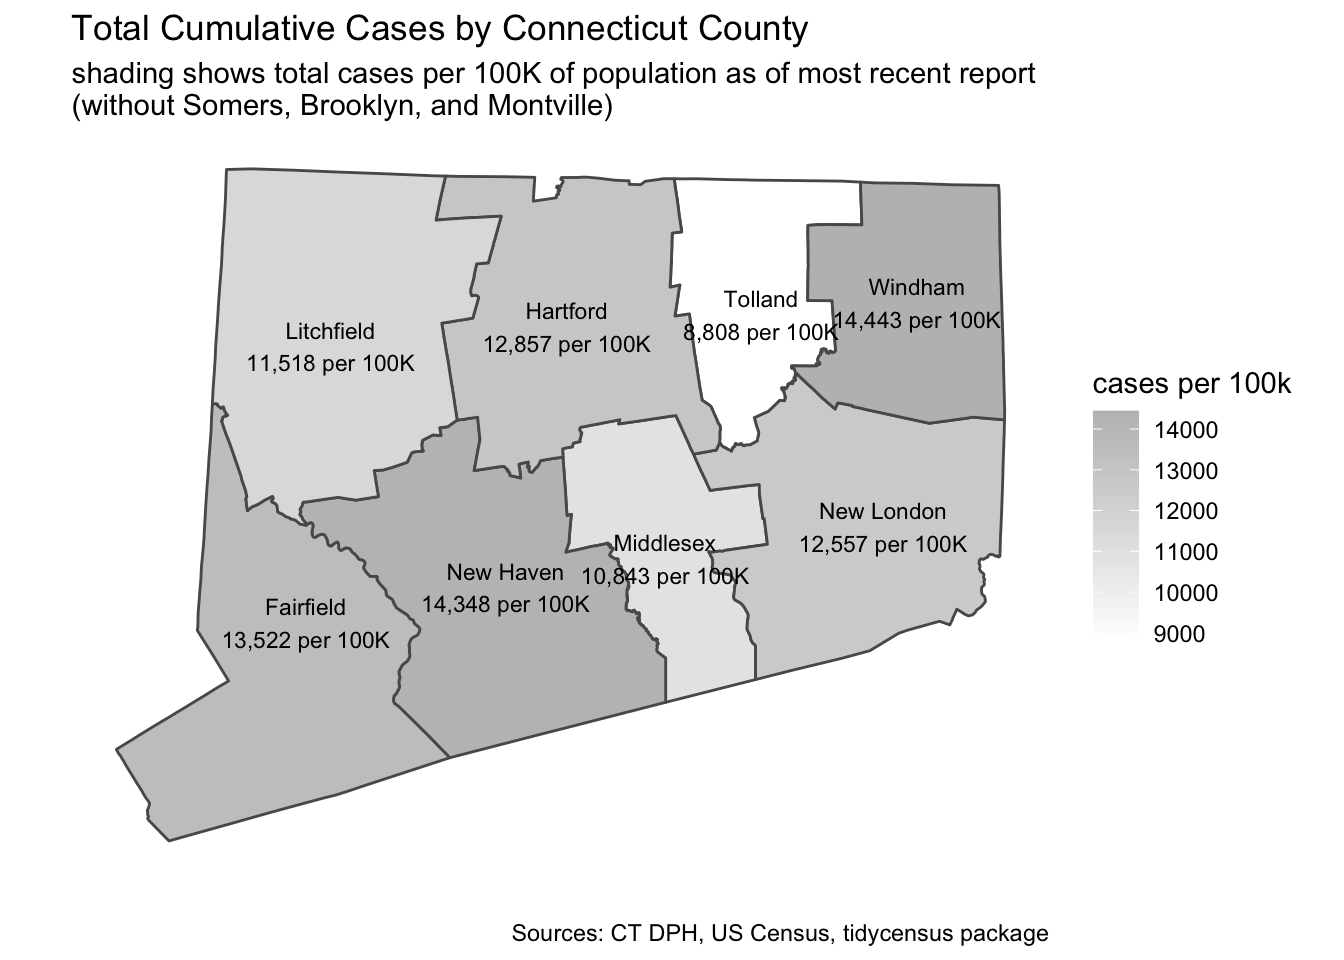 Total Cumulative Cases by Connecticut County
shading shows total cases per 100K of population as of most recent report
(without Somers, Brooklyn, and Montville)
Windham
14,443 per 100K
Tolland
8,808 per 100K
Hartford
12,857 per 100K
Litchfield
11,518 per 100K
cases per 100k
14000
13000
12000
11000
10000
9000
New London
12,557 per 100K
Middlesex
10,843 per 100K
New Haven
14,348 per 100K
Fairfield
13,522 per 100K
Sources: CT DPH, US Census, tidycensus package